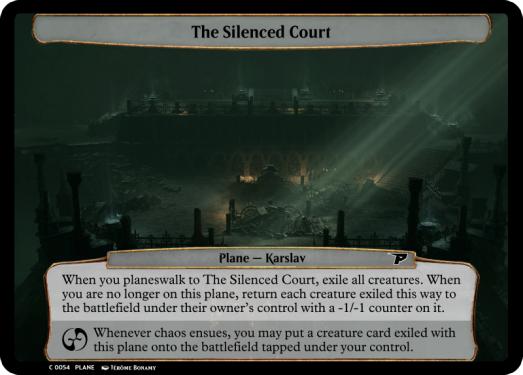 The Silenced Court
Plane — Karslav
When you planeswalk to The Silenced Court, exile all creatures. When
you are no longer on this plane, return each creature exiled this way to
the battlefield under their owner's control with a -1/-1 counter on it.
Whenever chaos ensues, you may put a creature card exiled with
this plane onto the battlefield tapped under your control.
C 0054 PLANE Jérôme Boramy